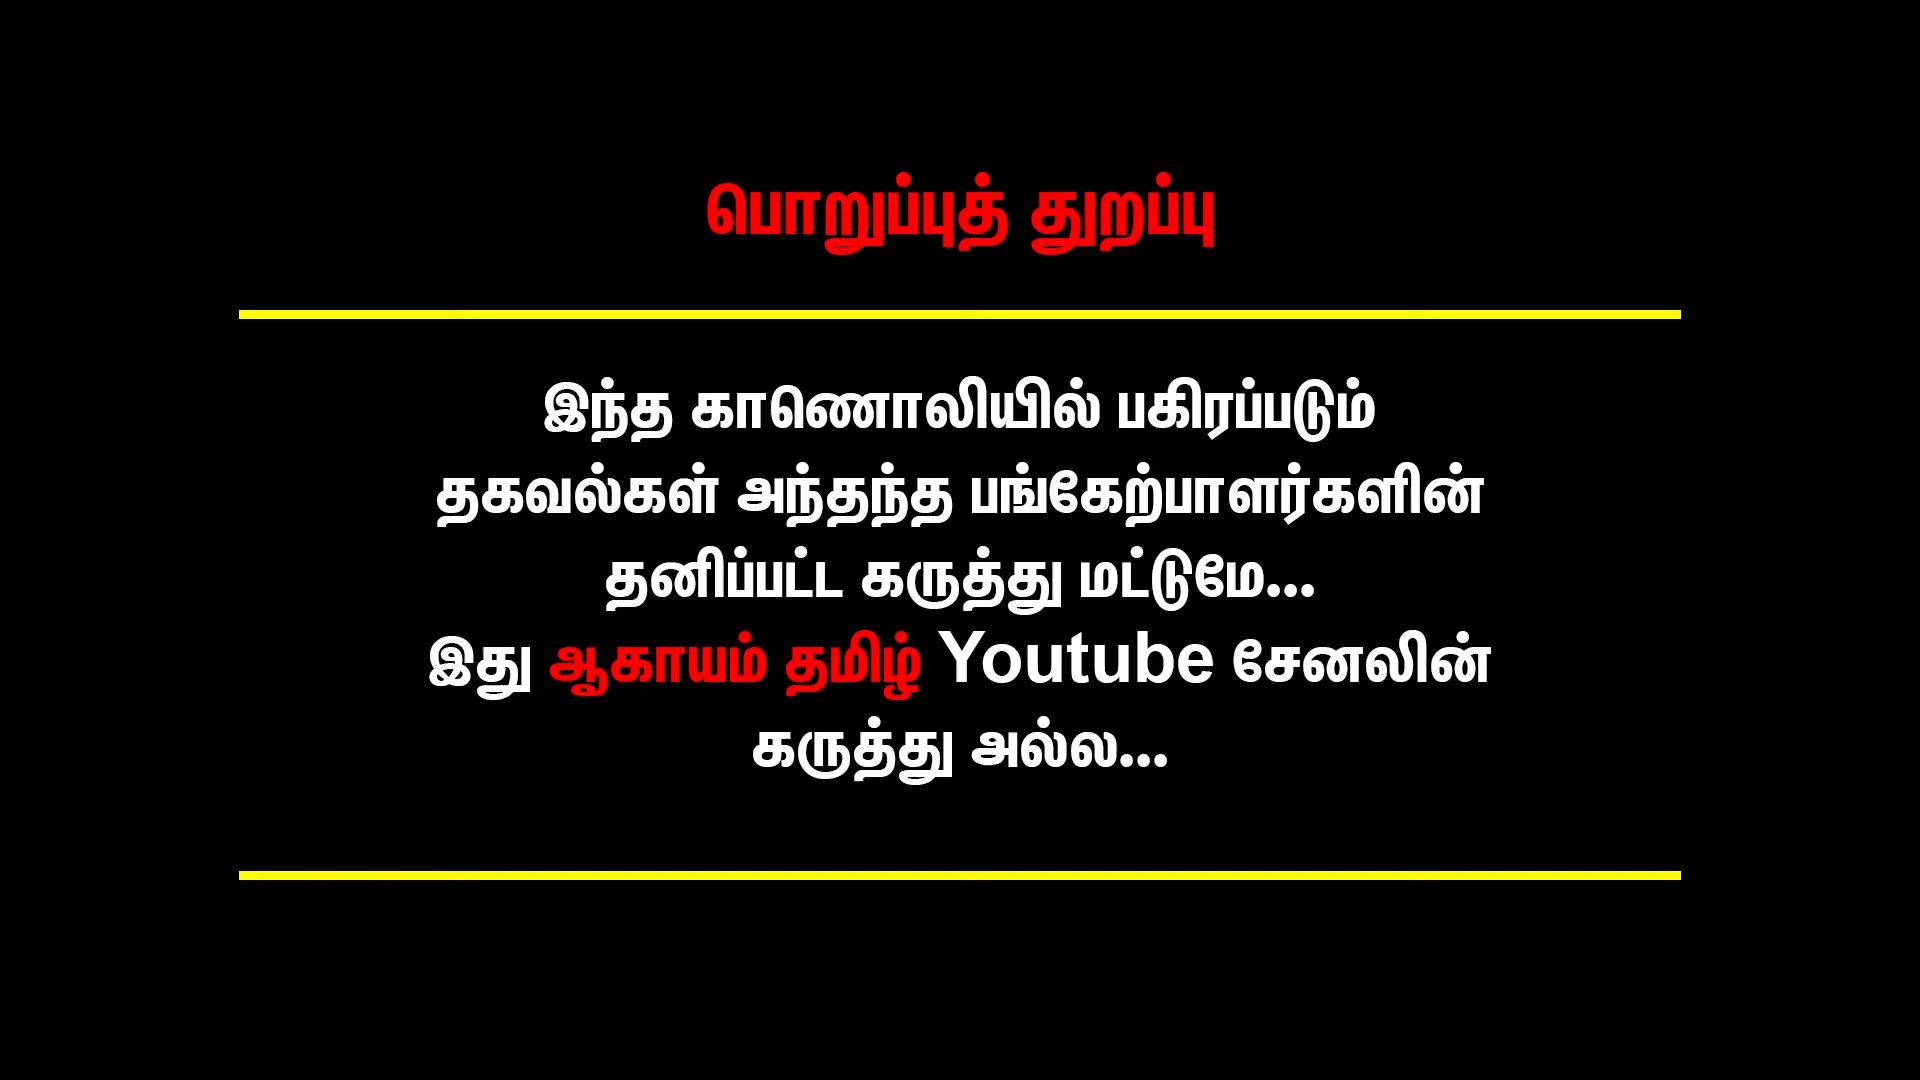 பொறுப்புத் துறப்பு
இந்த காணொலியில் பகிரப்படும்
தகவல்கள் அந்தந்த பங்கேற்பாளர்களின்
தனிப்பட்ட கருத்து மட்டுமே...
இது ஆகாயம் தமிழ் Youtube சேனலின்
கருத்து அல்ல...